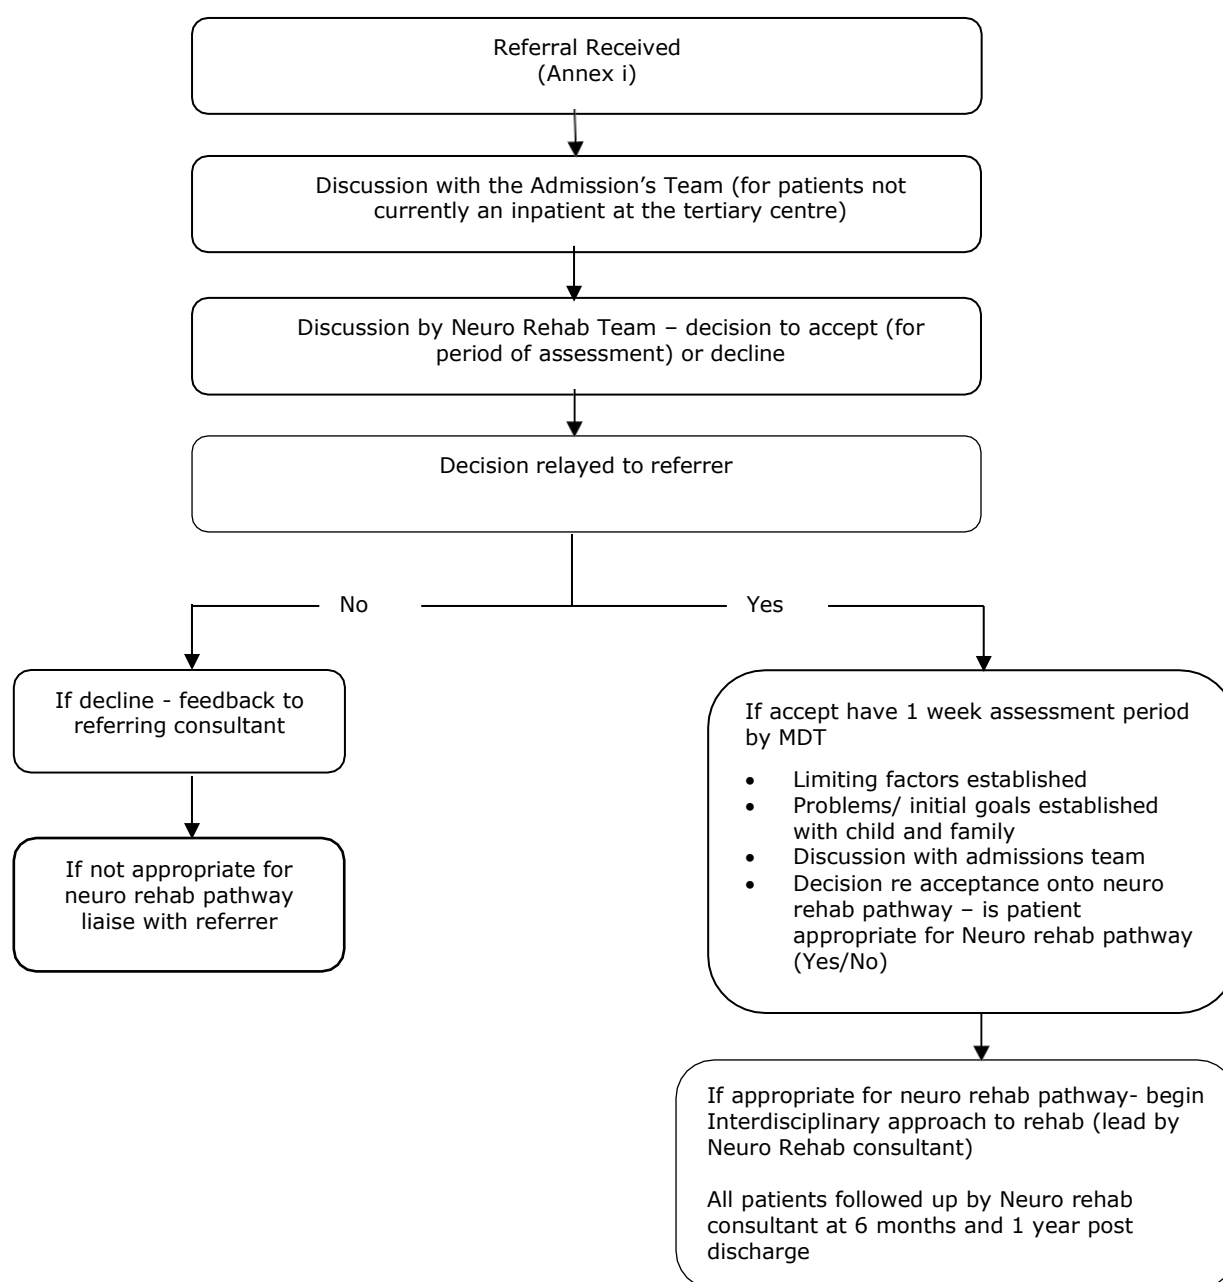 Referral Received
(Annex i)
Discussion with the Admission’s Team (for patients not
currently an inpatient at the tertiary centre)
Discussion by Neuro Rehab Team – decision to accept (for
period of assessment) or decline
Decision relayed to referrer
No
Yes
If decline - feedback to
referring consultant
If not appropriate for
neuro rehab pathway
liaise with referrer
If accept have 1 week assessment period
by MDT
• Limiting factors established
• Problems/ initial goals established
with child and family
• Discussion with admissions team
• Decision re acceptance onto neuro
rehab pathway – is patient
appropriate for Neuro rehab pathway
(Yes/No)
If appropriate for neuro rehab pathway- begin
Interdisciplinary approach to rehab (lead by
Neuro Rehab consultant)
All patients followed up by Neuro rehab
consultant at 6 months and 1 year post
discharge